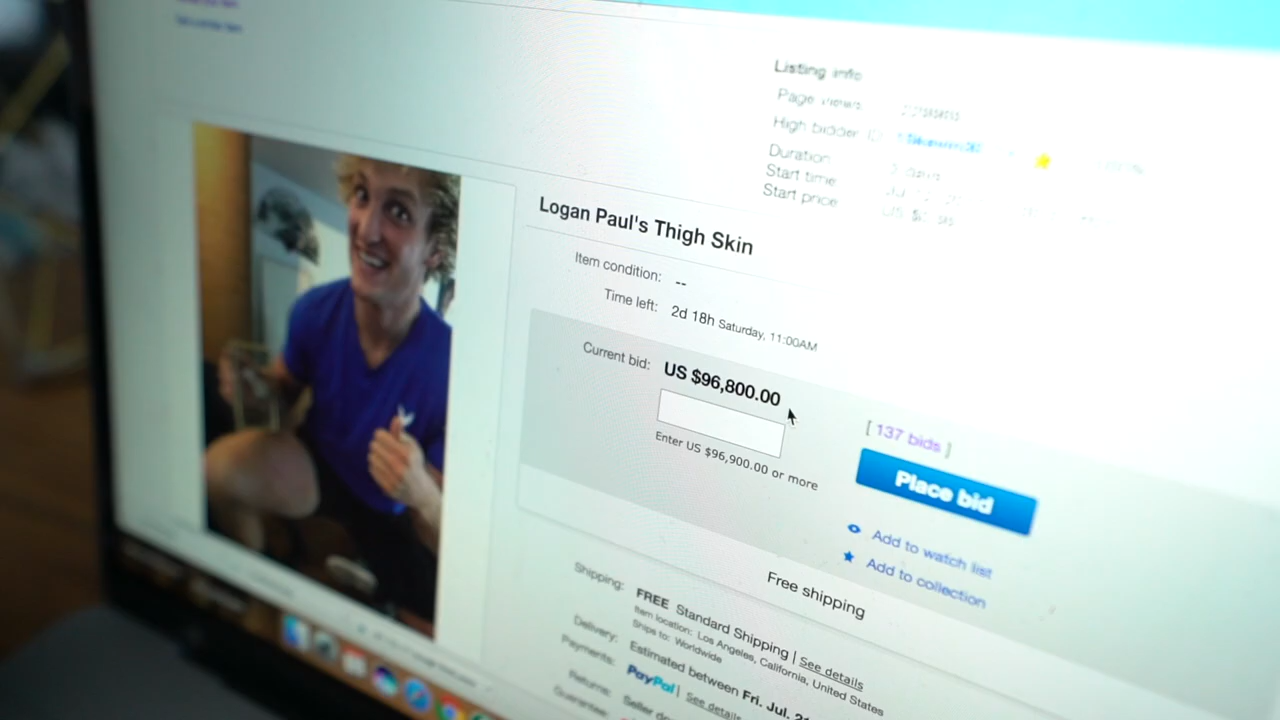 Listing info
Page views
High bidder
Duration
Start time
Start price
Logan Paul's Thigh Skin
Item condition: --
Time left: 2d 18h Saturday, 11:00AM
Current bid: US $96,800.00
[ 137 bids ]
Enter US $96,900.00 or more
Place bid
Add to watch list
Add to collection
Free shipping
Shipping: FREE Standard Shipping | See details
Item location: Los Angeles, California, United States
Ships to: Worldwide
Delivery: Estimated between Fri. Jul.
Payments: PayPal | See details
Returns: Seller
Guarantee: